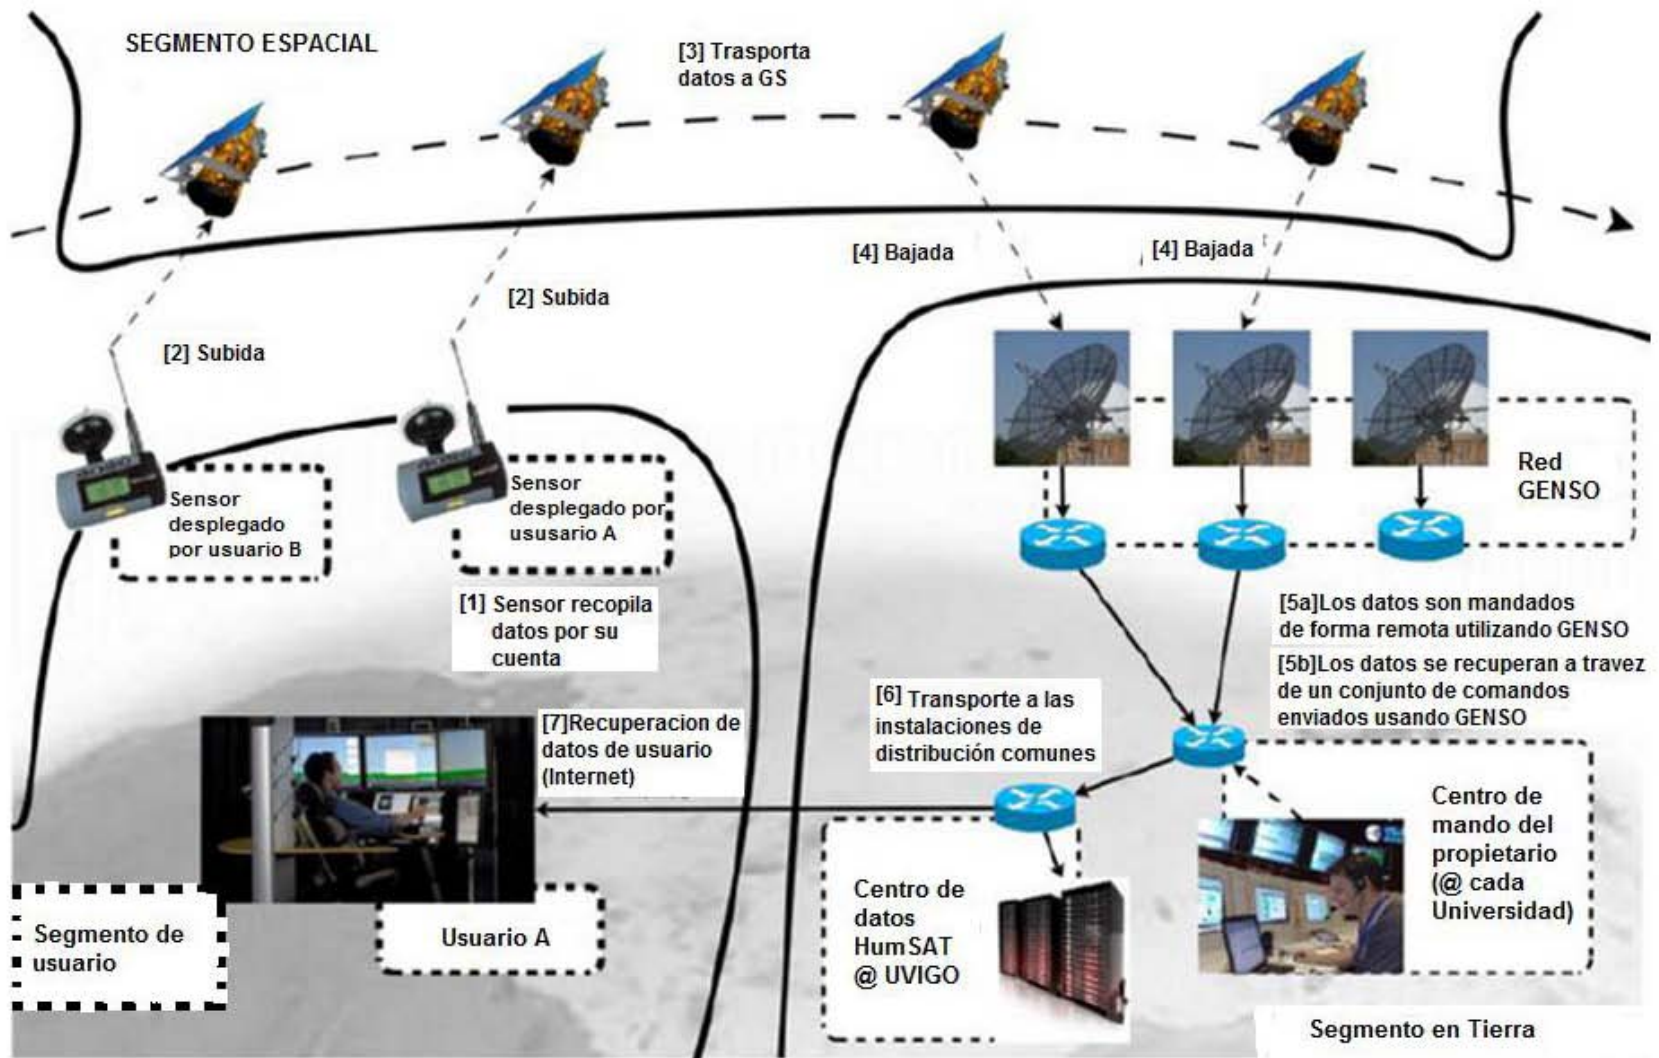 SEGMENTO ESPACIAL
[3] Trasporta
datos a GS
[4] Bajada
[4] Bajada
[2] Subida
[2] Subida
Sensor
desplegado
por usuario B
Sensor
desplegado por
ususario A
[1] Sensor recopila
datos por su
cuenta
Red
GENSO
[5a]Los datos son mandados
de forma remota utilizando GENSO
[5b]Los datos se recuperan a travez
de un conjunto de comandos
enviados usando GENSO
[6] Transporte a las
instalaciones de
distribución comunes
[7]Recuperacion de
datos de usuario
(Internet)
Centro de
mando del
propietario
(@ cada
Universidad)
Centro de
datos
HumSAT
@ UVIGO
Segmento de
usuario
Usuario A
Segmento en Tierra